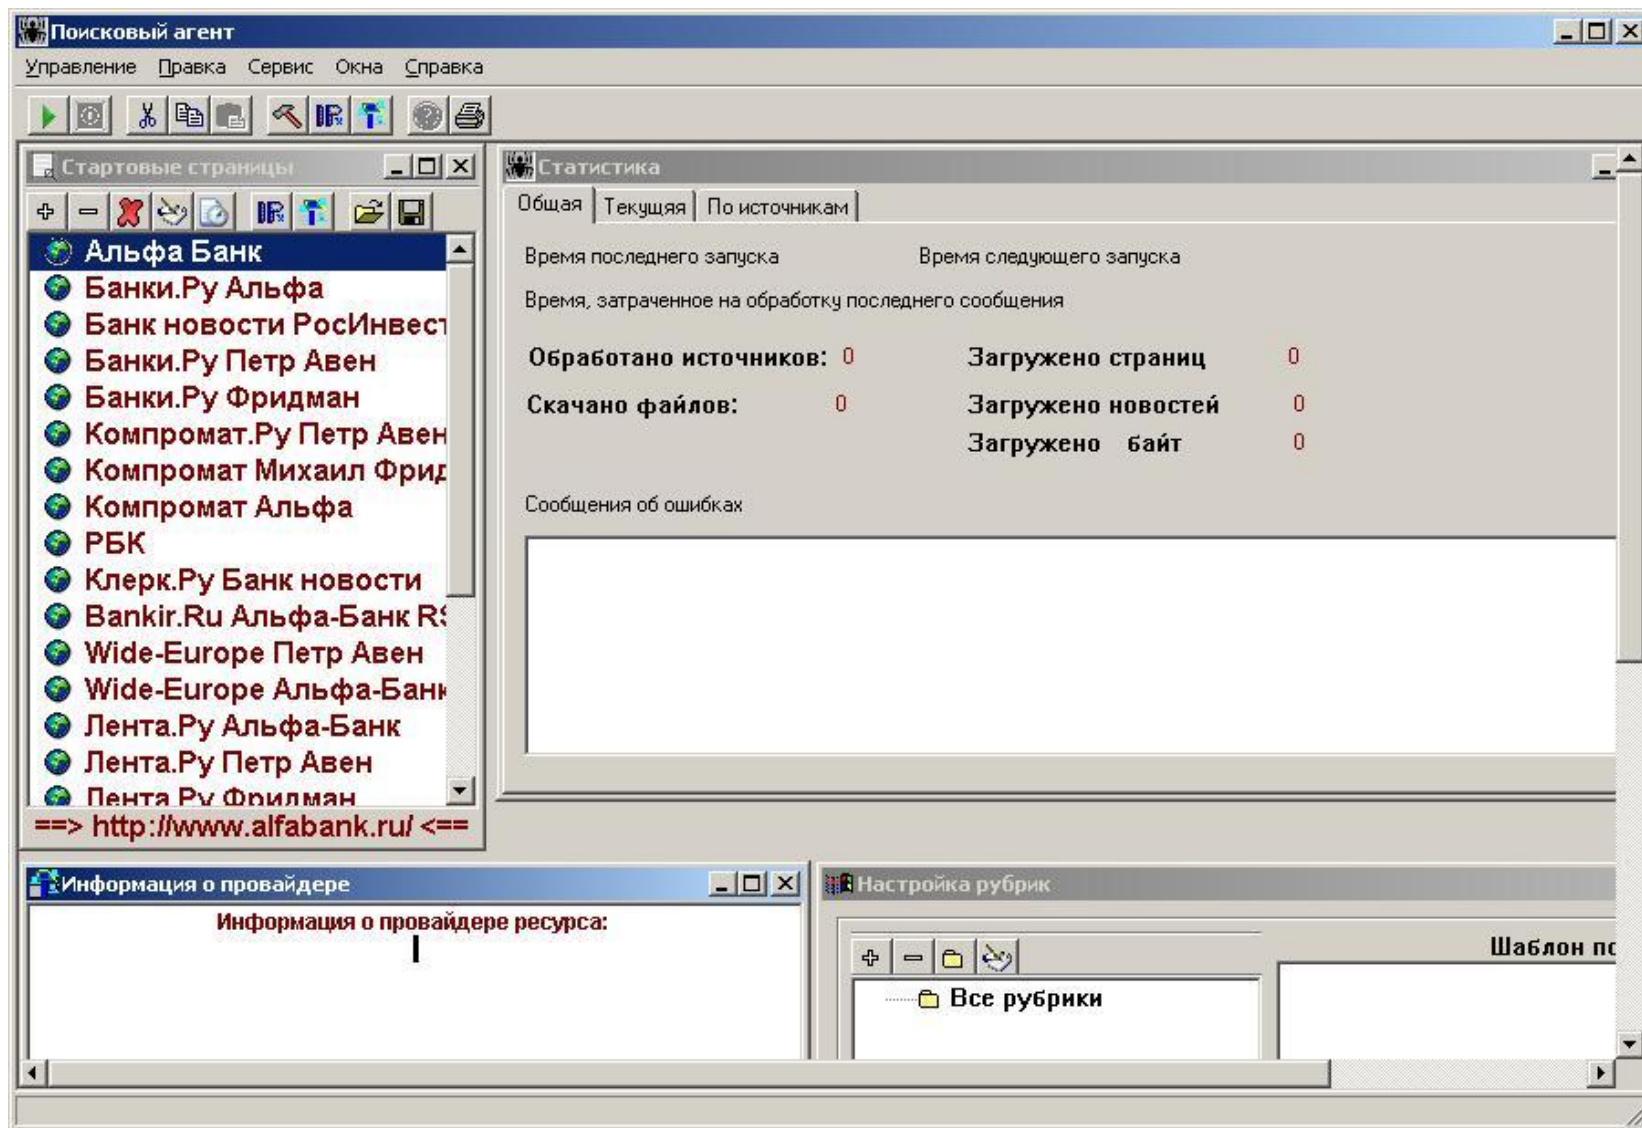 Поисковый агент
Управление Правка Сервис Окна Справка
Стартовые страницы
Альфа Банк
Банки.Ру Альфа
Банк новости РосИнвест
Банки.Ру Петр Авен
Банки.Ру Фридман
Компромат.Ру Петр Авен
Компромат Михаил Фрид
Компромат Альфа
РБК
Клерк.Ру Банк новости
Bankir.Ru Альфа-Банк RS
Wide-Europe Петр Авен
Wide-Europe Альфа-Банк
Лента.Ру Альфа-Банк
Лента.Ру Петр Авен
Лента.Ру Фридман
==> http://www.alfabank.ru/ <==
Статистика
Общая Текущяя По источникам
Время последнего запуска Время следующего запуска
Время, затраченное на обработку последнего сообщения
Обработано источников: 0 Загружено страниц 0
Скачано файлов: 0 Загружено новостей 0
Загружено байт 0
Сообщения об ошибках
Информация о провайдере
Информация о провайдере ресурса:
Настройка рубрик
Все рубрики
Шаблон по